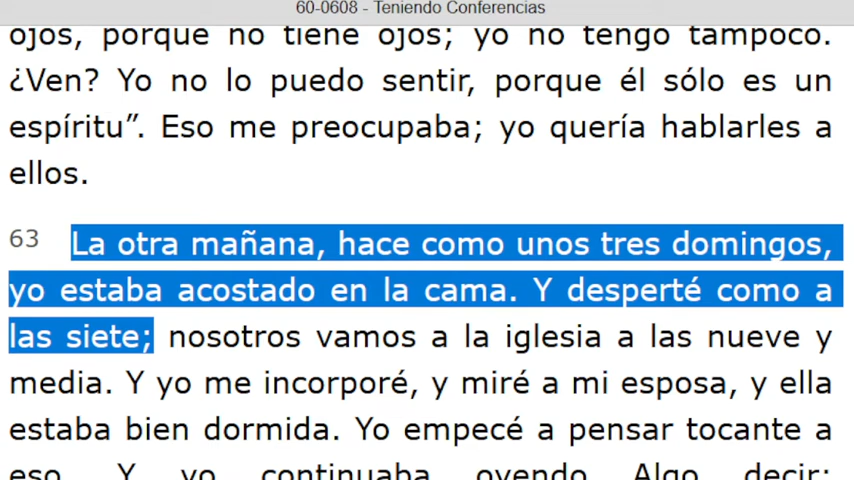 60-0608 - Teniendo Conferencias
ojos, porque no tiene ojos; yo no tengo tampoco.
¿Ven? Yo no lo puedo sentir, porque él sólo es un
espíritu”. Eso me preocupaba; yo quería hablarles a
ellos.
63 La otra mañana, hace como unos tres domingos,
yo estaba acostado en la cama. Y desperté como a
las siete; nosotros vamos a la iglesia a las nueve y
media. Y yo me incorporé, y miré a mi esposa, y ella
estaba bien dormida. Yo empecé a pensar tocante a
eso. Y yo continuaba oyendo Algo decir: